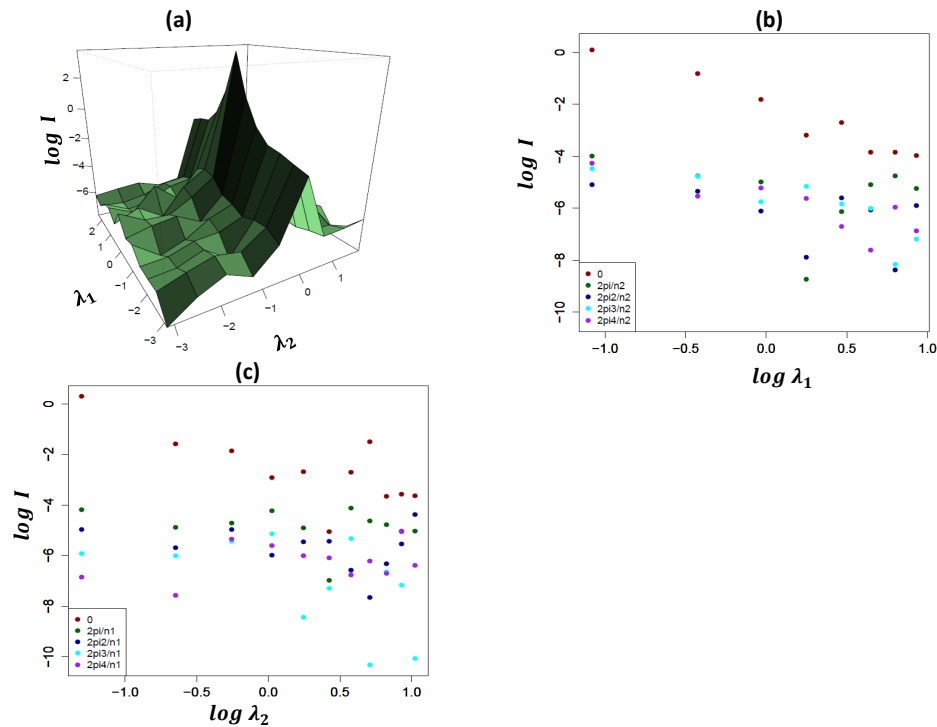 (a)
log I
2
0
−2
−4
−6
λ1
2
1
0
−1
−2
−3
λ2
−3
−2
−1
0
1
(b)
log I
0
−2
−4
−6
−8
−10
0
2pi/n2
2pi2/n2
2pi3/n2
2pi4/n2
−1.0
−0.5
0.0
0.5
1.0
log λ1
(c)
log I
0
−2
−4
−6
−8
−10
0
2pi/n1
2pi2/n1
2pi3/n1
2pi4/n1
−1.0
−0.5
0.0
0.5
1.0
log λ2